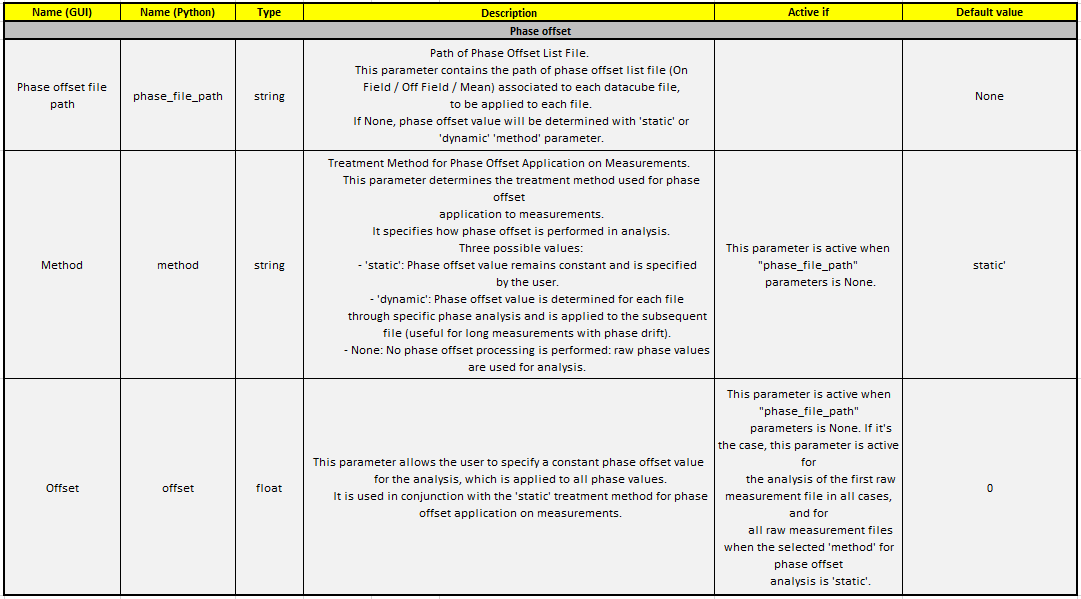 Name (GUI)
Name (Python)
Type
Description
Active if
Default value
Phase offset
Phase offset file
path
phase_file_path
string
Path of Phase Offset List File.
This parameter contains the path of phase offset list file (On
Field / Off Field / Mean) associated to each datacube file,
to be applied to each file.
If None, phase offset value will be determined with 'static' or
'dynamic' 'method' parameter.
None
Method
method
string
Treatment Method for Phase Offset Application on Measurements.
This parameter determines the treatment method used for phase
offset
application to measurements.
It specifies how phase offset is performed in analysis.
Three possible values:
- 'static': Phase offset value remains constant and is specified
by the user.
- 'dynamic': Phase offset value is determined for each file
through specific phase analysis and is applied to the subsequent
file (useful for long measurements with phase drift).
- None: No phase offset processing is performed: raw phase values
are used for analysis.
This parameter is active when
"phase_file_path"
parameters is None.
static'
Offset
offset
float
This parameter allows the user to specify a constant phase offset value
for the analysis, which is applied to all phase values.
It is used in conjunction with the 'static' treatment method for phase
offset application on measurements.
This parameter is active when
"phase_file_path"
parameters is None. If it's
the case, this parameter is active
for
the analysis of the first raw
measurement file in all cases,
and for
all raw measurement files
when the selected 'method' for
phase offset
analysis is 'static'.
0